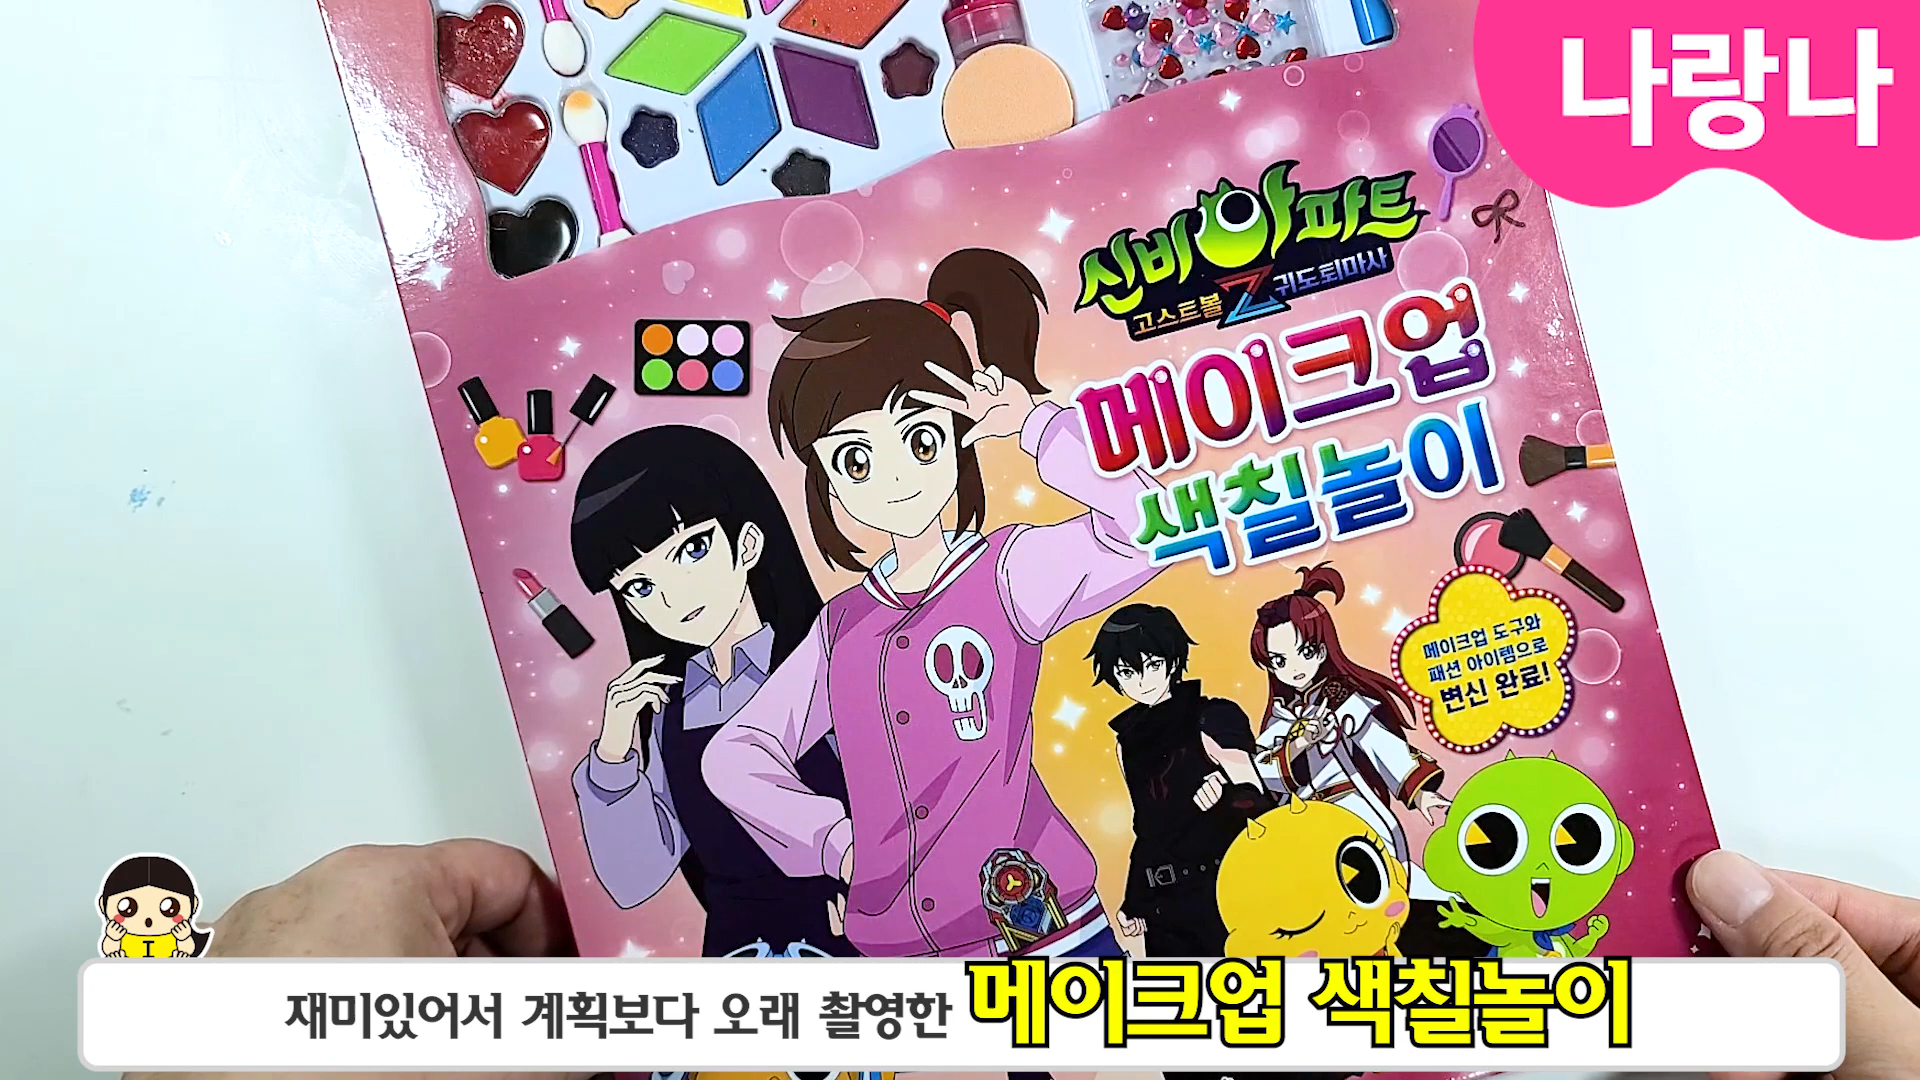 나랑나
신비아파트
고스트볼 Z 귀도퇴마사
메이크업
색칠놀이
메이크업 도구와
패션 아이템으로
변신 완료!
I
재미있어서 계획보다 오래 촬영한 메이크업 색칠놀이